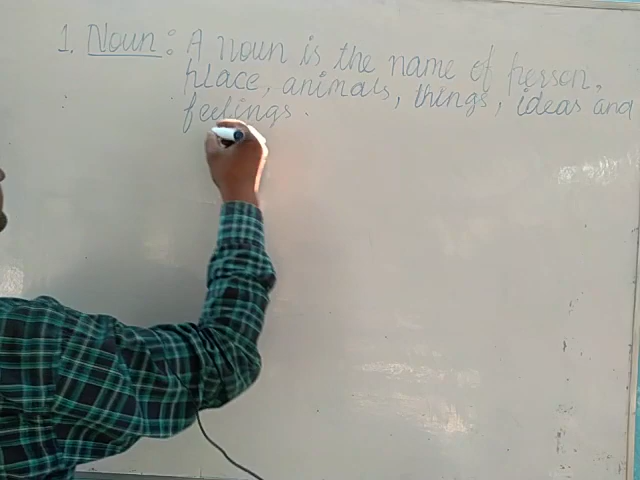 1. Noun : A noun is the name of person,
place, animals, things, ideas and
feelings.